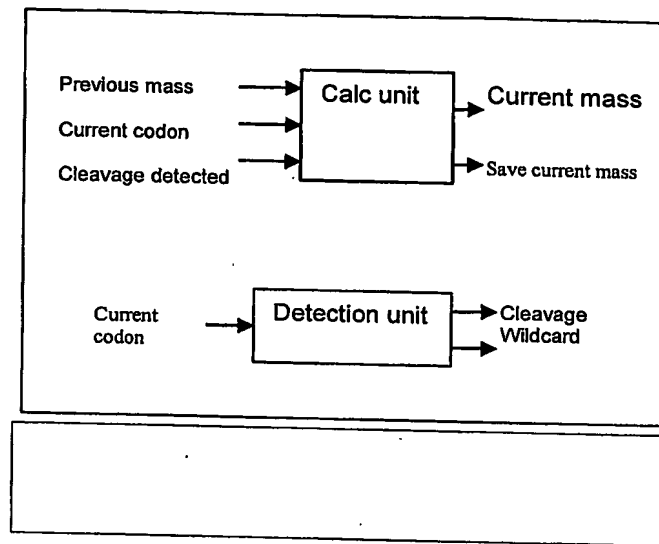 Previous mass
Current codon
Cleavage detected
Calc unit
Current mass
Save current mass
Current
codon
Detection unit
Cleavage
Wildcard